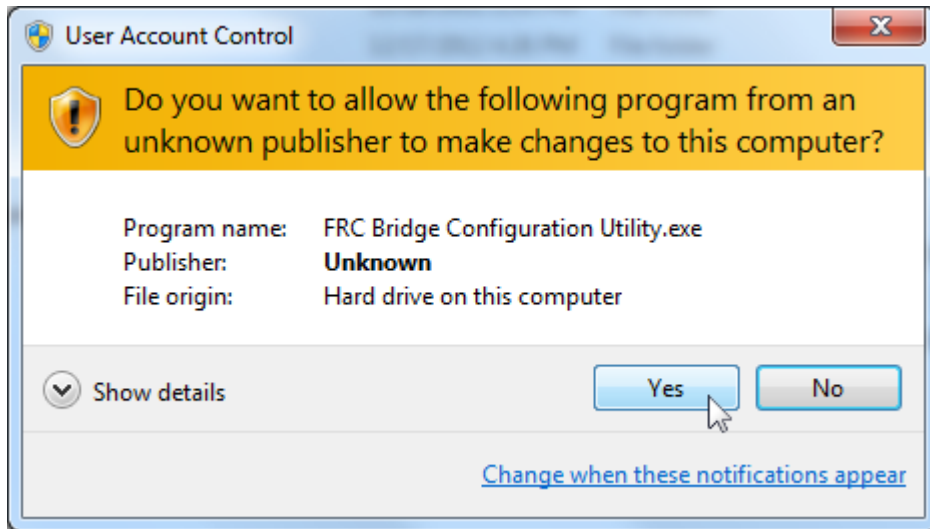 User Account Control
Do you want to allow the following program from an
unknown publisher to make changes to this computer?
Program name: FRC Bridge Configuration Utility.exe
Publisher: Unknown
File origin: Hard drive on this computer
Show details
Yes
No
Change when these notifications appear